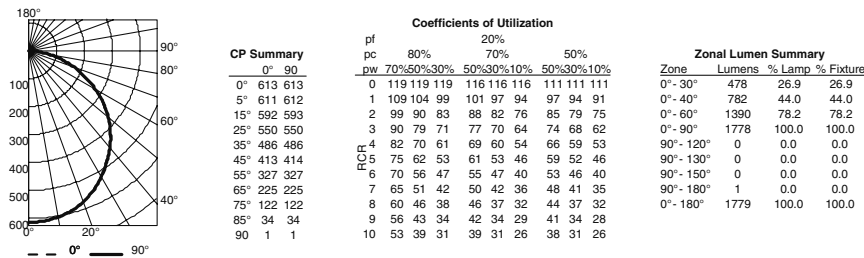 180°
90°
80°
60°
40°
20°
0°
100
200
300
400
500
600
0° 90°
CP Summary
0° 90
0° 613 613
5° 611 612
15° 592 593
25° 550 550
35° 486 486
45° 413 414
55° 327 327
65° 225 225
75° 122 122
85° 34 34
90 1 1
Coefficients of Utilization
pf 20%
pc 80% 70% 50%
pw 70%50%30% 50%30%10% 50%30%10%
RCR
0 119 119 119 116 116 116 111 111 111
1 109 104 99 101 97 94 97 94 91
2 99 90 83 88 82 76 85 79 75
3 90 79 71 77 70 64 74 68 62
4 82 70 61 69 60 54 66 59 53
5 75 62 53 61 53 46 59 52 46
6 70 56 47 55 47 40 53 46 40
7 65 51 42 50 42 36 48 41 35
8 60 46 38 46 37 32 44 37 32
9 56 43 34 42 34 29 41 34 28
10 53 39 31 39 31 26 38 31 26
Zonal Lumen Summary
Zone Lumens % Lamp % Fixture
0°- 30° 478 26.9 26.9
0°- 40° 782 44.0 44.0
0°- 60° 1390 78.2 78.2
0°- 90° 1778 100.0 100.0
90°- 120° 0 0.0 0.0
90°- 130° 0 0.0 0.0
90°- 150° 0 0.0 0.0
90°- 180° 1 0.0 0.0
0°- 180° 1779 100.0 100.0